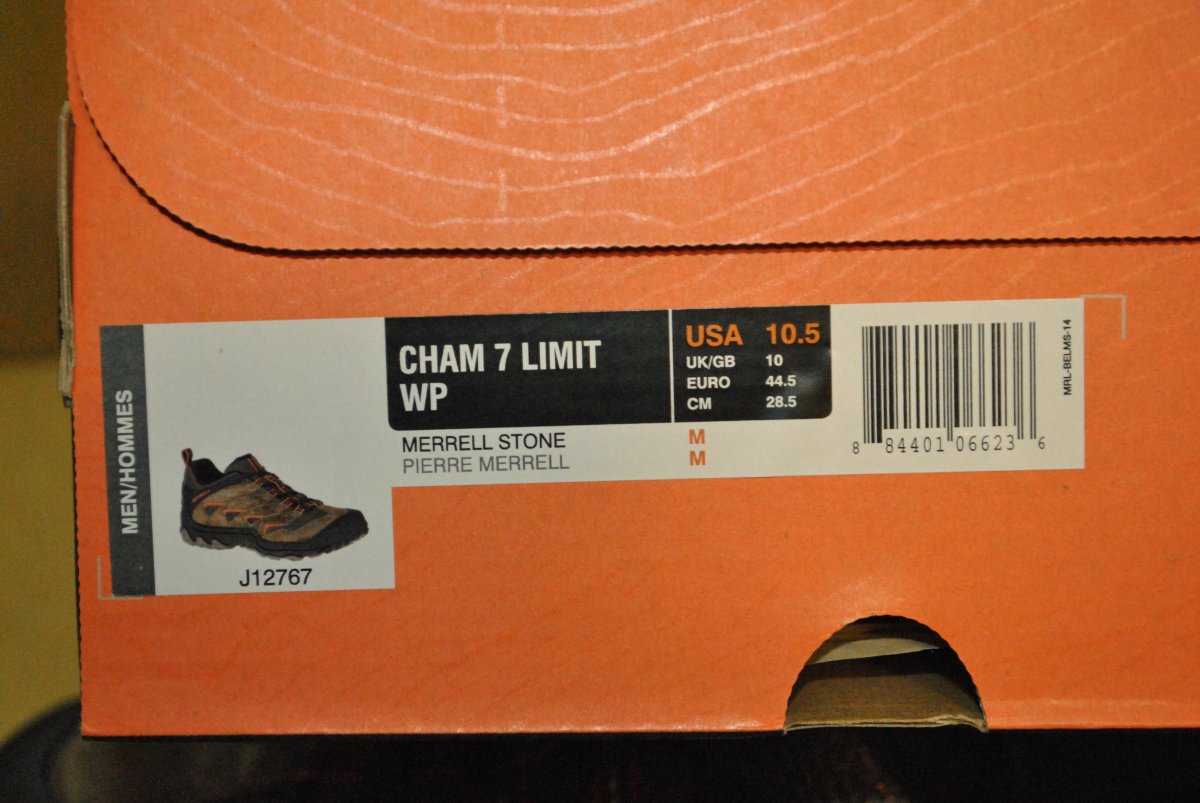 MEN/HOMMES
J12767
CHAM 7 LIMIT
WP
MERRELL STONE
PIERRE MERRELL
USA 10.5
UK/GB 10
EURO 44.5
CM 28.5
M
M
8 84401 06623 6
MRL-BELMS-14